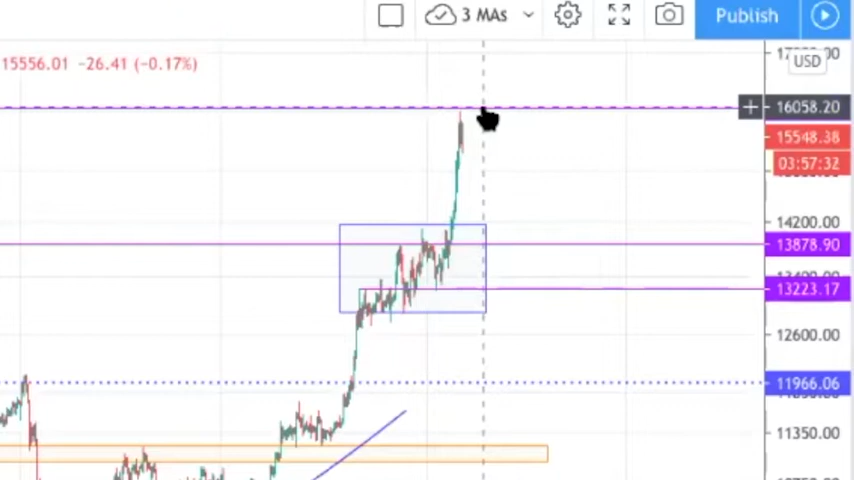 3 MAs
Publish
15556.01 -26.41 (-0.17%)
USD
16058.20
15548.38
03:57:32
14200.00
13878.90
13223.17
12600.00
11966.06
11350.00